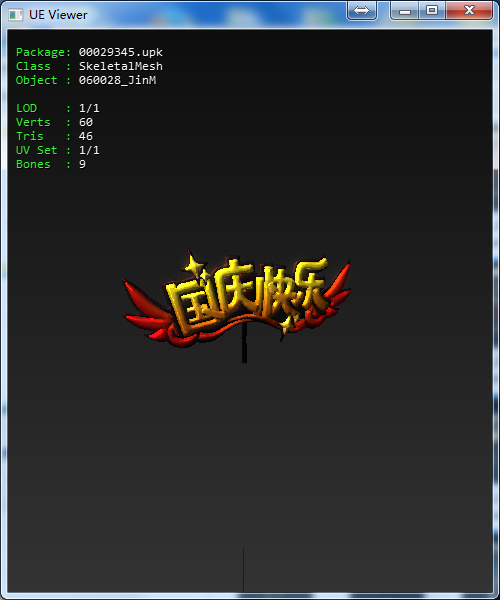 UE Viewer
Package: 00029345.upk
Class : SkeletalMesh
Object : 060028_JinM
LOD : 1/1
Verts : 60
Tris : 46
UV Set : 1/1
Bones : 9
国庆快乐